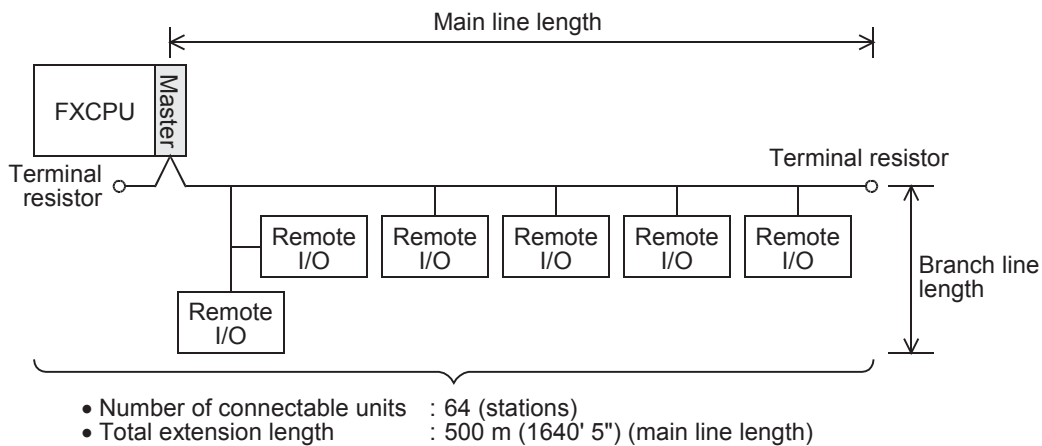 Main line length
FXCPU
Master
Terminal
resistor
Terminal resistor
Remote
I/O
Remote
I/O
Remote
I/O
Remote
I/O
Remote
I/O
Remote
I/O
Branch line
length
• Number of connectable units : 64 (stations)
• Total extension length : 500 m (1640' 5") (main line length)